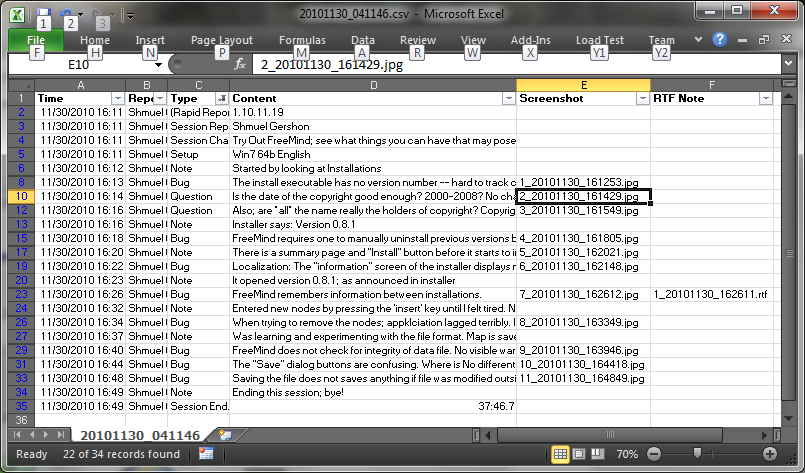 20101130_041146.csv - Microsoft Excel
1 2 3
File Home Insert Page Layout Formulas Data Review View Add-Ins Load Test Team
F H N P M A R W X Y1 Y2
E10 fx 2_20101130_161429.jpg
A B C D E F
1 Time Repo Type Content Screenshot RTF Note
2 11/30/2010 16:11 Shmuel (Rapid Repor 1.10.11.19
3 11/30/2010 16:11 Shmuel Session Rep Shmuel Gershon
4 11/30/2010 16:11 Shmuel Session Cha Try Out FreeMind; see what things you can have that may pose
5 11/30/2010 16:11 Shmuel Setup Win7 64b English
6 11/30/2010 16:12 Shmuel Note Started by looking at Installations
8 11/30/2010 16:13 Shmuel Bug The install executable has no version number -- hard to track c 1_20101130_161253.jpg
10 11/30/2010 16:14 Shmuel Question Is the date of the copyright good enough? 2000-2008? No cha 2_20101130_161429.jpg
12 11/30/2010 16:16 Shmuel Question Also; are "all" the name really the holders of copyright? Copyrig 3_20101130_161549.jpg
14 11/30/2010 16:16 Shmuel Note Installer says: Version 0.8.1
15 11/30/2010 16:18 Shmuel Bug FreeMind requires one to manually uninstall previous versions b 4_20101130_161805.jpg
17 11/30/2010 16:20 Shmuel Note There is a summary page and "Install" button before it starts to in 5_20101130_162021.jpg
19 11/30/2010 16:22 Shmuel Bug Localization: The "information" screen of the installer displays r 6_20101130_162148.jpg
20 11/30/2010 16:23 Shmuel Note It opened version 0.8.1; as announced in installer
23 11/30/2010 16:26 Shmuel Bug FreeMind remembers information between installations. 7_20101130_162612.jpg 1_20101130_162611.rtf
24 11/30/2010 16:32 Shmuel Note Entered new nodes by pressing the 'insert' key until I felt tired. N
26 11/30/2010 16:34 Shmuel Bug When trying to remove the nodes; applciation lagged terribly. I 8_20101130_163349.jpg
27 11/30/2010 16:37 Shmuel Note Was learning and experimenting with the file format. Map is save
29 11/30/2010 16:40 Shmuel Bug FreeMind does not check for integrity of data file. No visible war 9_20101130_163946.jpg
31 11/30/2010 16:44 Shmuel Bug The "Save" dialog buttons are confusing. Where is No different 10_20101130_164418.jpg
33 11/30/2010 16:48 Shmuel Bug Saving the file does not saves anything if file was modified outsi 11_20101130_164849.jpg
34 11/30/2010 16:49 Shmuel Note Ending this session; bye!
35 11/30/2010 16:49 Shmuel Session End. 37:46.7
36
20101130_041146
Ready 22 of 34 records found 70%